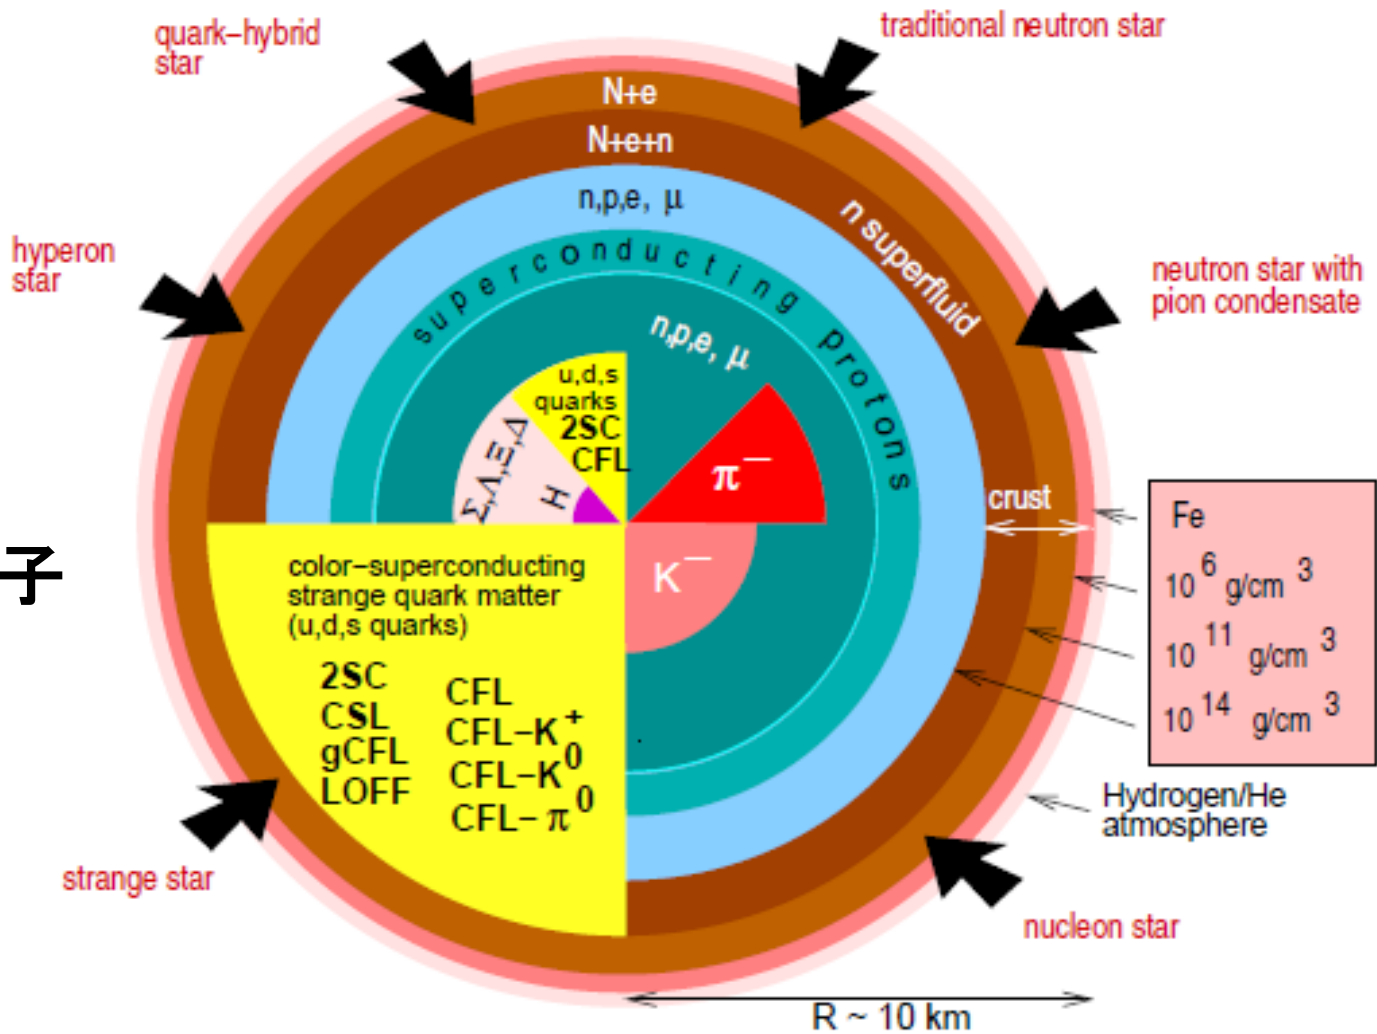 quark–hybrid
star
traditional neutron star
N+e
N+e+n
n,p,e, μ
n superfluid
hyperon
star
neutron star with
pion condensate
superconducting protons
n,p,e, μ
u,d,s
quarks
2SC
CFL
Σ,Λ,Ξ,Δ
H
π⁻
K⁻
crust
Fe
10⁶ g/cm³
10¹¹ g/cm³
10¹⁴ g/cm³
子
color–superconducting
strange quark matter
(u,d,s quarks)
2SC
CSL
gCFL
LOFF
CFL
CFL–K⁺
CFL–K⁰
CFL–π⁰
Hydrogen/He
atmosphere
strange star
nucleon star
R ~ 10 km